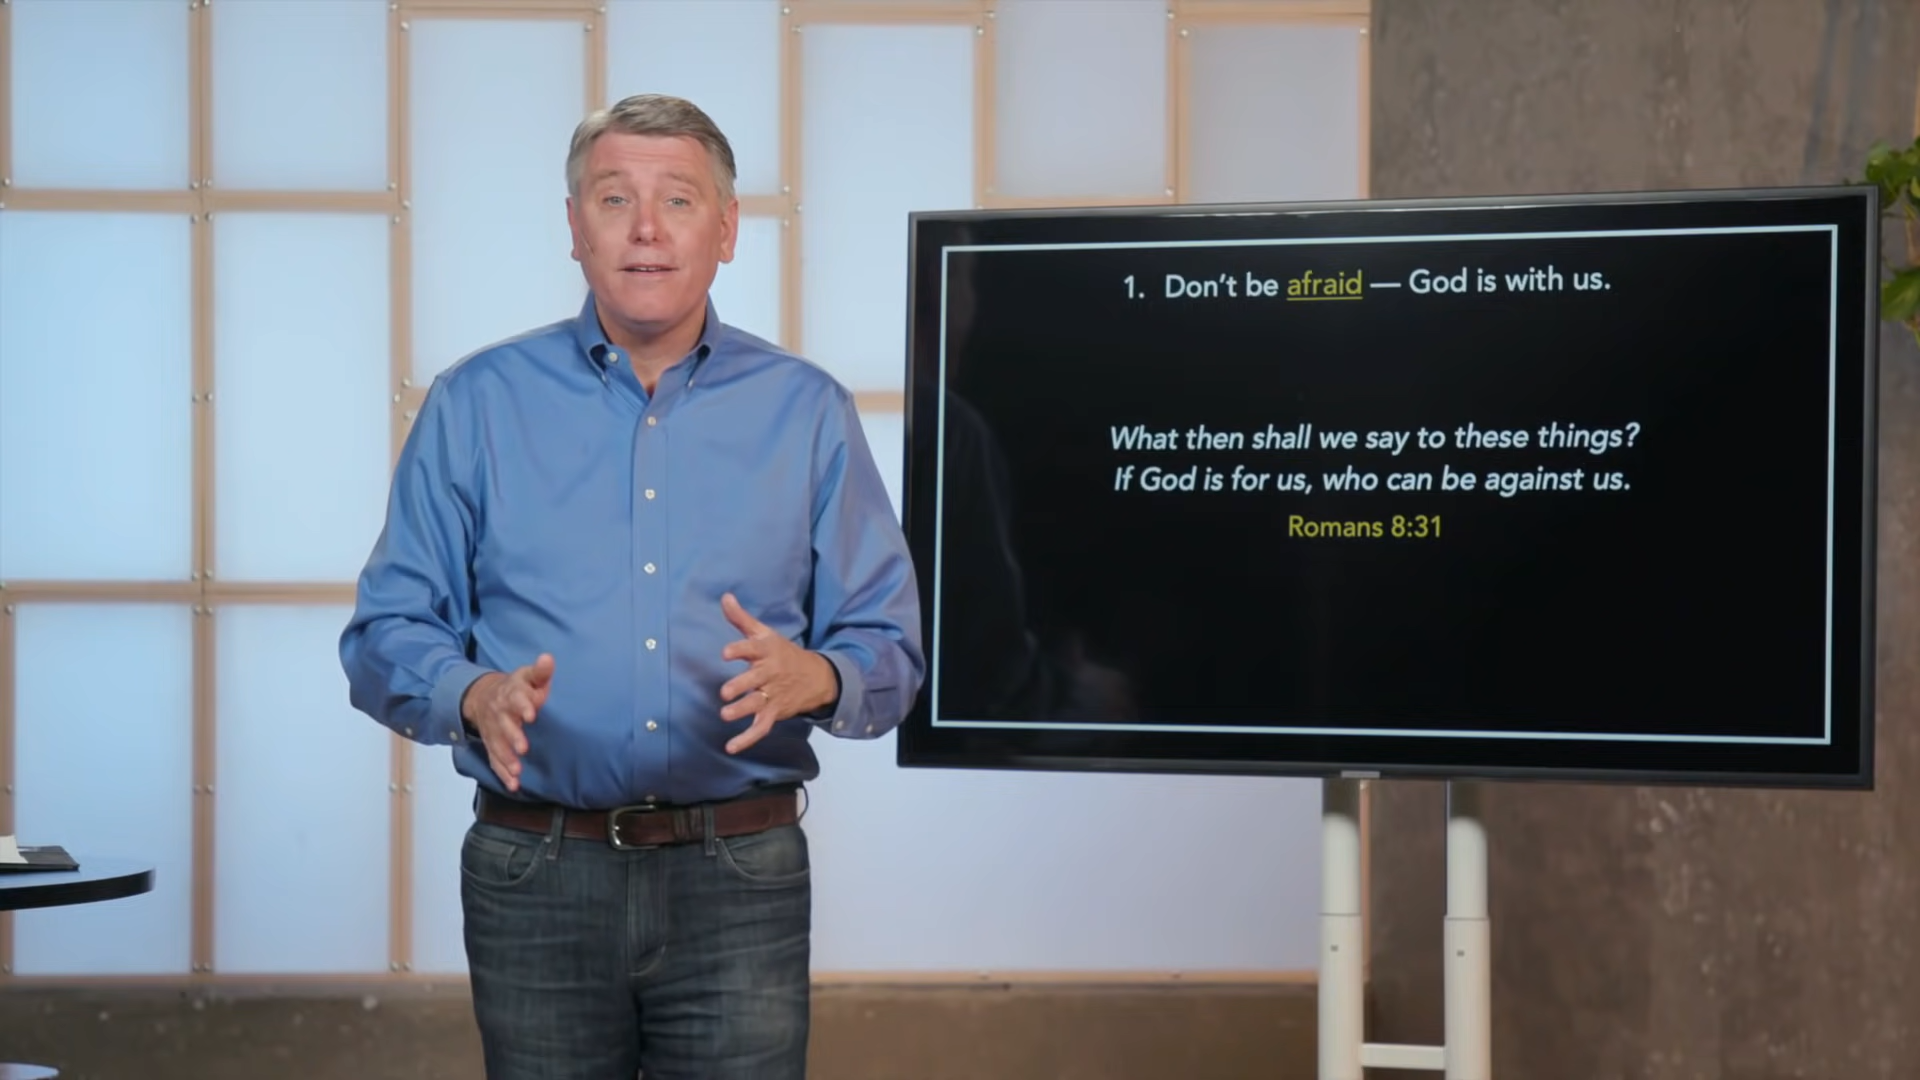 1. Don't be afraid — God is with us.
What then shall we say to these things?
If God is for us, who can be against us.
Romans 8:31